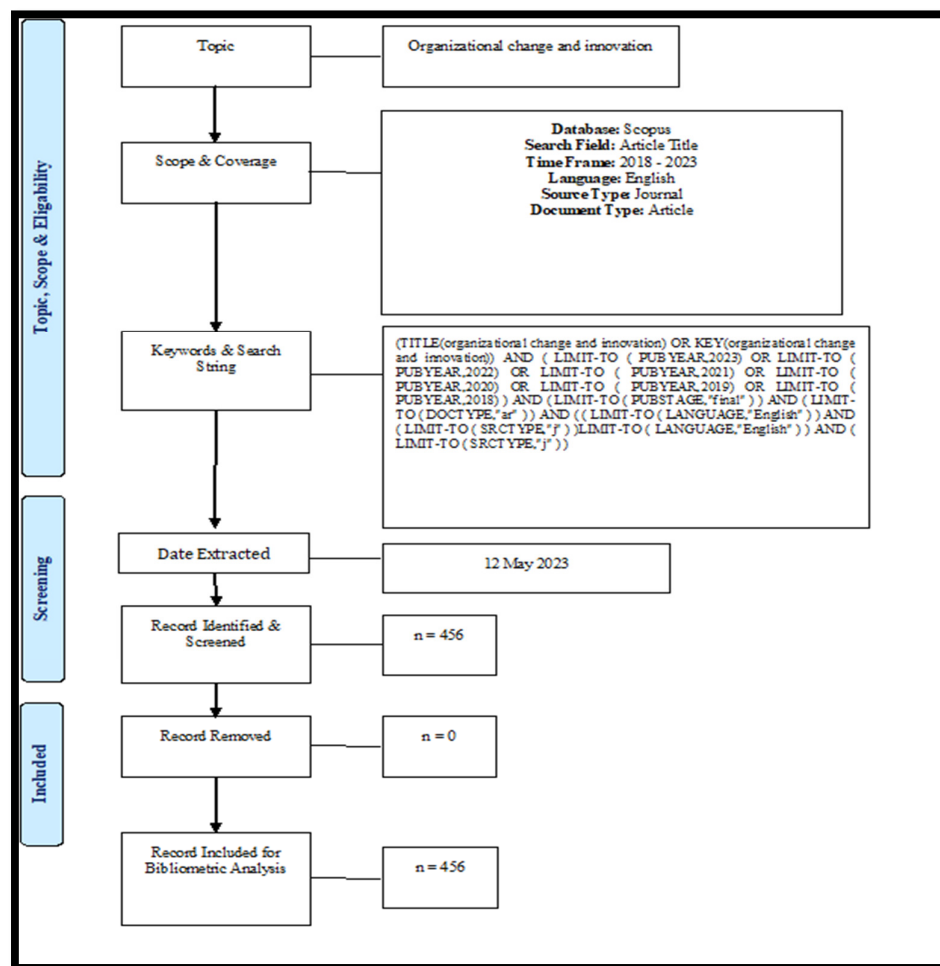 Topic, Scope & Eligability
Topic
Organizational change and innovation
Scope & Coverage
Database: Scopus
Search Field: Article Title
Time Frame: 2018 - 2023
Language: English
Source Type: Journal
Document Type: Article
Keywords & Search
String
(TITLE(organizational change and innovation) OR KEY(organizational change
and innovation)) AND ( LIMIT-TO ( PUBYEAR,2023) OR LIMIT-TO (
PUBYEAR,2022) OR LIMIT-TO ( PUBYEAR,2021) OR LIMIT-TO (
PUBYEAR,2020) OR LIMIT-TO ( PUBYEAR,2019) OR LIMIT-TO (
PUBYEAR,2018)) AND (LIMIT-TO(PUBSTAGE,"final" )) AND ( LIMIT-
TO ( DOCTYPE,"ar" )) AND (( LIMIT-TO ( LANGUAGE,"English" ) ) AND
( LIMIT-TO ( SRCTYPE,"j" ) )LIMIT-TO ( LANGUAGE,"English" ) ) AND (
LIMIT-TO ( SRCTYPE,"j" ) )
Screening
Date Extracted
12 May 2023
Record Identified &
Screened
n = 456
Included
Record Removed
n = 0
Record Included for
Bibliometric Analysis
n = 456